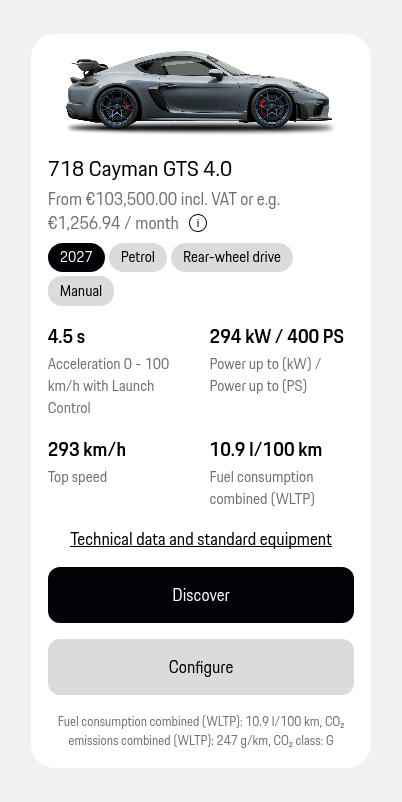 718 Cayman GTS 4.0
From €103,500.00 incl. VAT or e.g.
€1,256.94 / month
2027 Petrol Rear-wheel drive
Manual
4.5 s 294 kW / 400 PS
Acceleration 0 - 100 Power up to (kW) /
km/h with Launch Power up to (PS)
Control
293 km/h 10.9 l/100 km
Top speed Fuel consumption
combined (WLTP)
Technical data and standard equipment
Discover
Configure
Fuel consumption combined (WLTP): 10.9 l/100 km, CO₂
emissions combined (WLTP): 247 g/km, CO₂ class: G